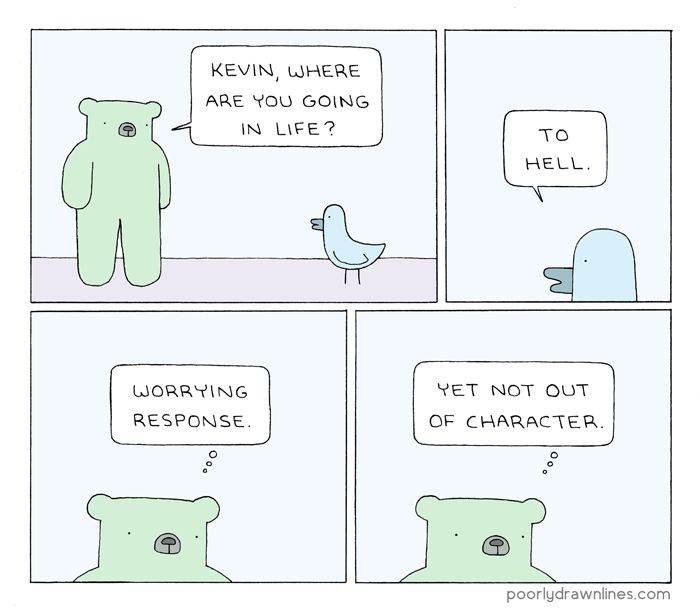 KEVIN, WHERE
ARE YOU GOING
IN LIFE?
TO
HELL.
WORRYING
RESPONSE.
YET NOT OUT
OF CHARACTER.
poorlydrawnlines.com